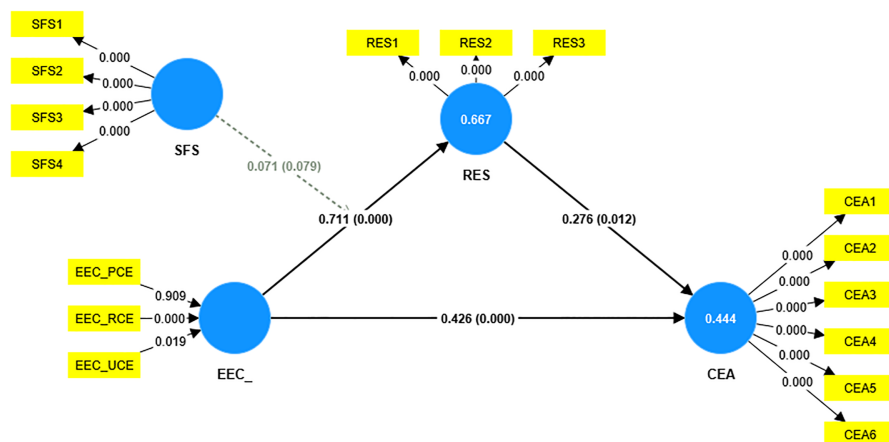 SFS1
0.000
SFS2
0.000
SFS3
0.000
SFS4
0.000
SFS
RES1
RES2
RES3
0.000
0.000
0.000
0.667
RES
0.071 (0.079)
0.711 (0.000)
0.276 (0.012)
EEC_PCE
0.909
EEC_RCE
0.000
EEC_UCE
0.019
EEC_
0.426 (0.000)
0.444
CEA
CEA1
0.000
CEA2
0.000
CEA3
0.000
CEA4
0.000
CEA5
0.000
CEA6
0.000